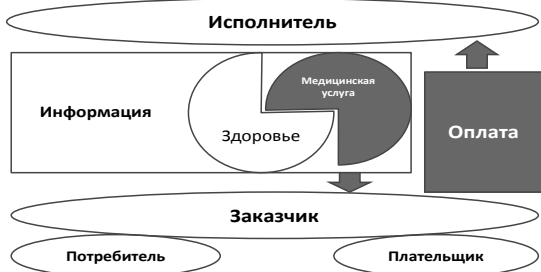 Исполнитель
Медицинская
услуга
Информация
Здоровье
Оплата
Заказчик
Потребитель
Плательщик